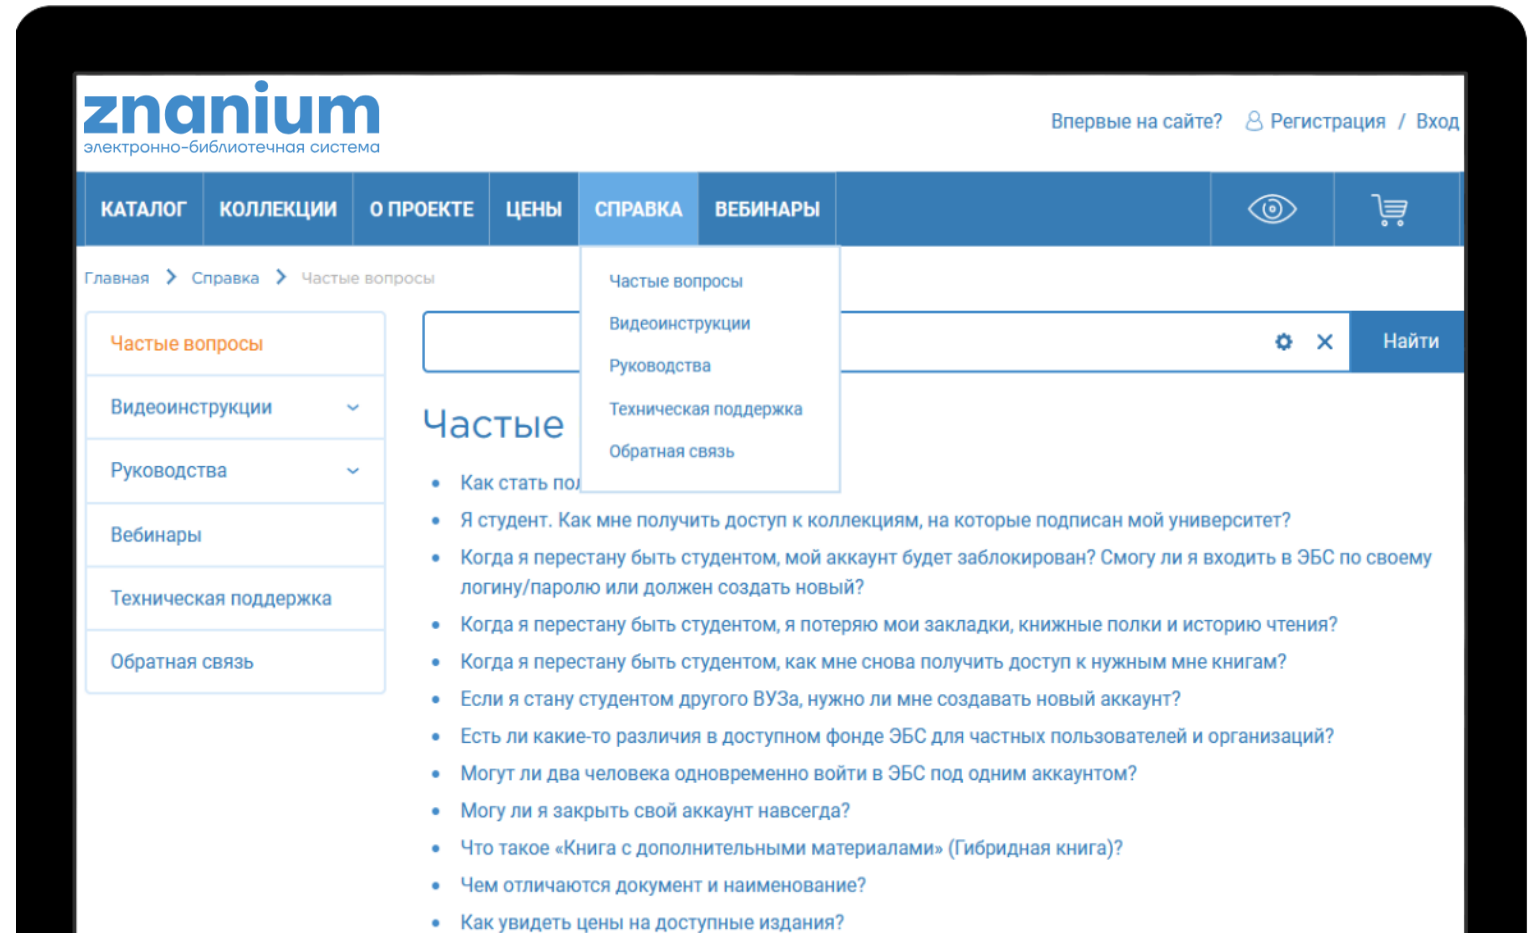 znanium
электронно-библиотечная система
Впервые на сайте? Регистрация / Вход
КАТАЛОГ КОЛЛЕКЦИИ О ПРОЕКТЕ ЦЕНЫ СПРАВКА ВЕБИНАРЫ
Главная Справка Частые вопросы
Частые вопросы
Видеоинструкции
Руководства
Техническая поддержка
Обратная связь
Частые вопросы
Видеоинструкции
Руководства
Вебинары
Техническая поддержка
Обратная связь
Найти
Частые
Как стать
Я студент. Как мне получить доступ к коллекциям, на которые подписан мой университет?
Когда я перестану быть студентом, мой аккаунт будет заблокирован? Смогу ли я входить в ЭБС по своему
логину/паролю или должен создать новый?
Когда я перестану быть студентом, я потеряю мои закладки, книжные полки и историю чтения?
Когда я перестану быть студентом, как мне снова получить доступ к нужным мне книгам?
Если я стану студентом другого ВУЗа, нужно ли мне создавать новый аккаунт?
Есть ли какие-то различия в доступном фонде ЭБС для частных пользователей и организаций?
Могут ли два человека одновременно войти в ЭБС под одним аккаунтом?
Могу ли я закрыть свой аккаунт навсегда?
Что такое «Книга с дополнительными материалами» (Гибридная книга)?
Чем отличаются документ и наименование?
Как увидеть цены на доступные издания?